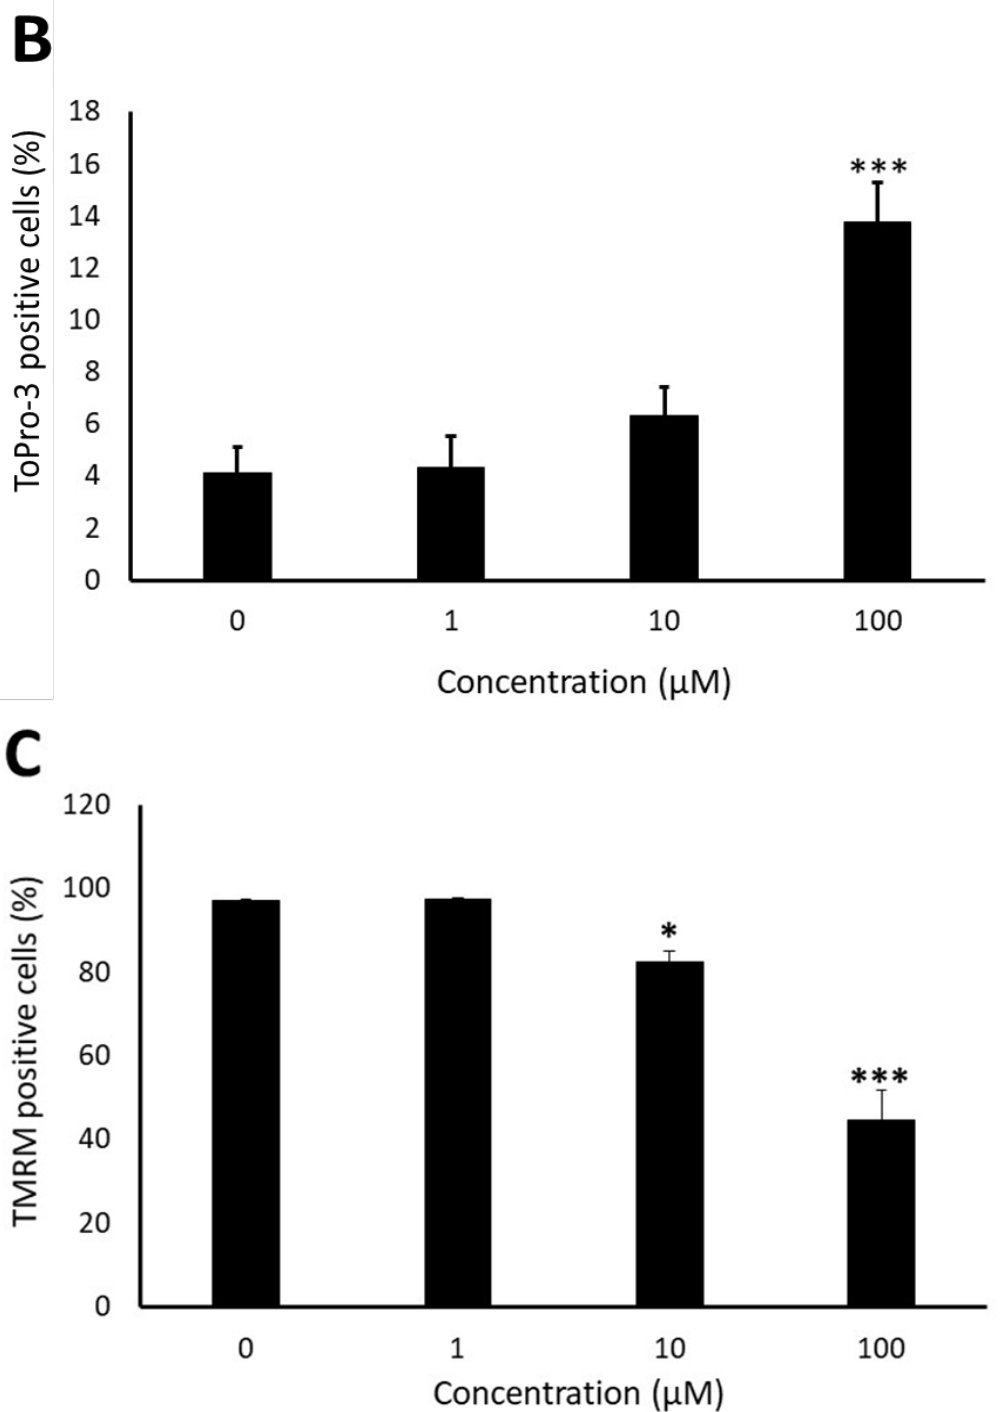 B
ToPro-3 positive cells (%)
18
16
14
12
10
8
6
4
2
0
***
0 1 10 100
Concentration (µM)
C
TMRM positive cells (%)
120
100
80
60
40
20
0
*
***
0 1 10 100
Concentration (µM)